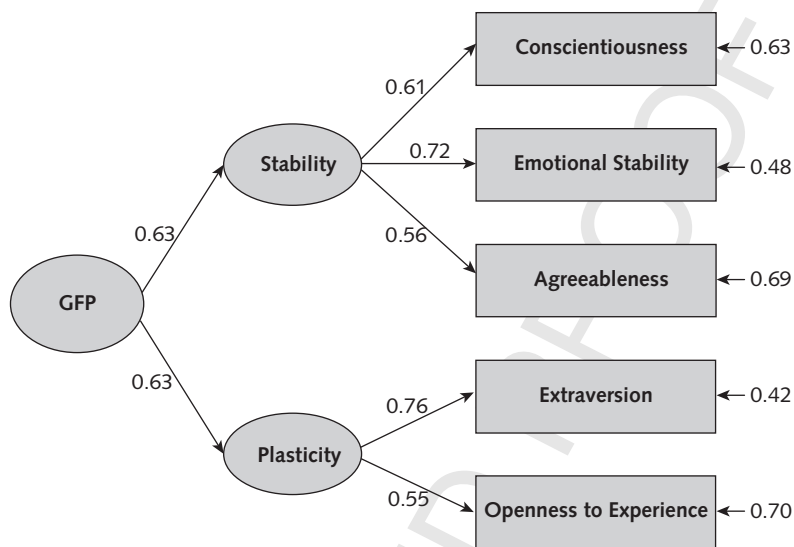 Conscientiousness
0.63
0.61
Stability
0.72
Emotional Stability
0.48
0.63
0.56
Agreeableness
0.69
GFP
0.63
0.76
Extraversion
0.42
Plasticity
0.55
Openness to Experience
0.70